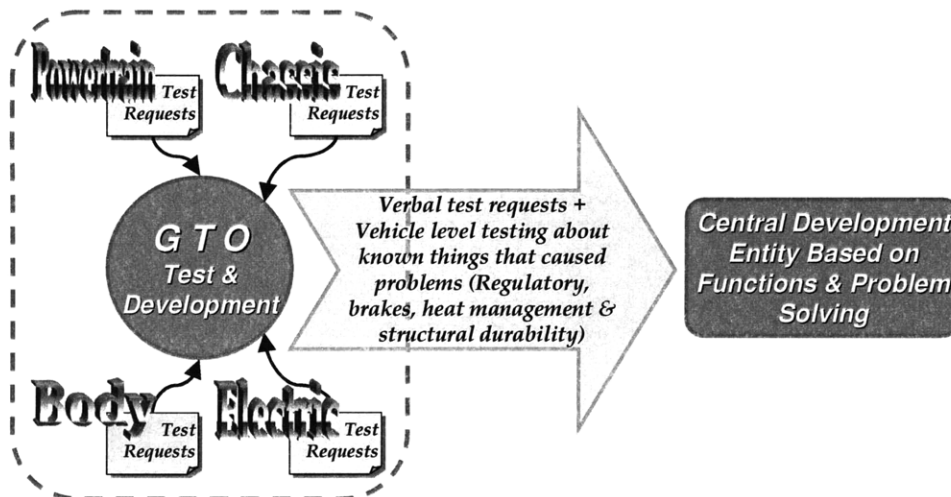 Powertrain
Test
Requests
Chassis
Test
Requests
G T O
Test &
Development
Body
Test
Requests
Electric
Test
Requests
Verbal test requests +
Vehicle level testing about
known things that caused
problems (Regulatory,
brakes, heat management &
structural durability)
Central Development
Entity Based on
Functions & Problem
Solving